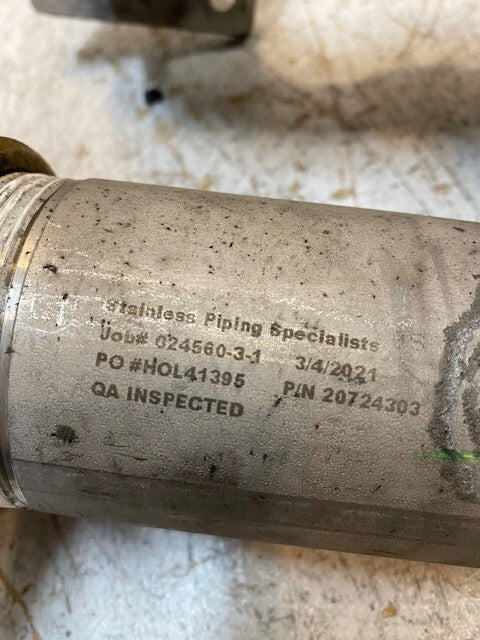 Stainless Piping Specialists
Job# 024560-3-1 3/4/2021
PO #HOL41395 P/N 20724303
QA INSPECTED